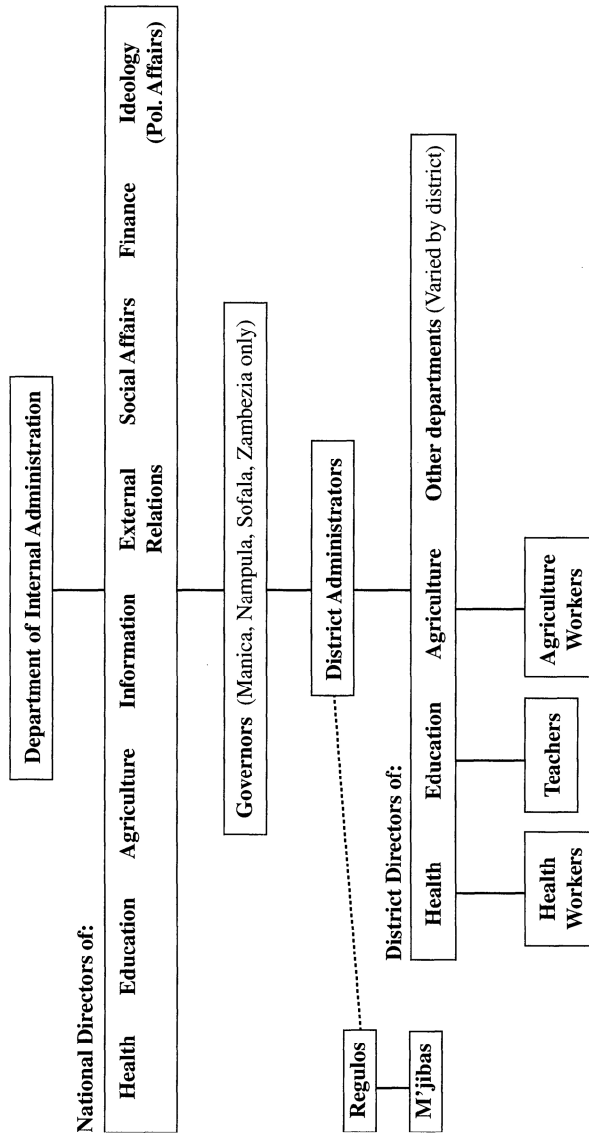 Department of Internal Administration
National Directors of:
Health Education Agriculture Information External Social Affairs Finance Ideology
Relations (Pol. Affairs)
Governors (Manica, Nampula, Sofala, Zambezia only)
District Administrators
Regulos
M'jibas
District Directors of:
Health Education Agriculture Other departments (Varied by district)
Health Teachers Agriculture
Workers Workers